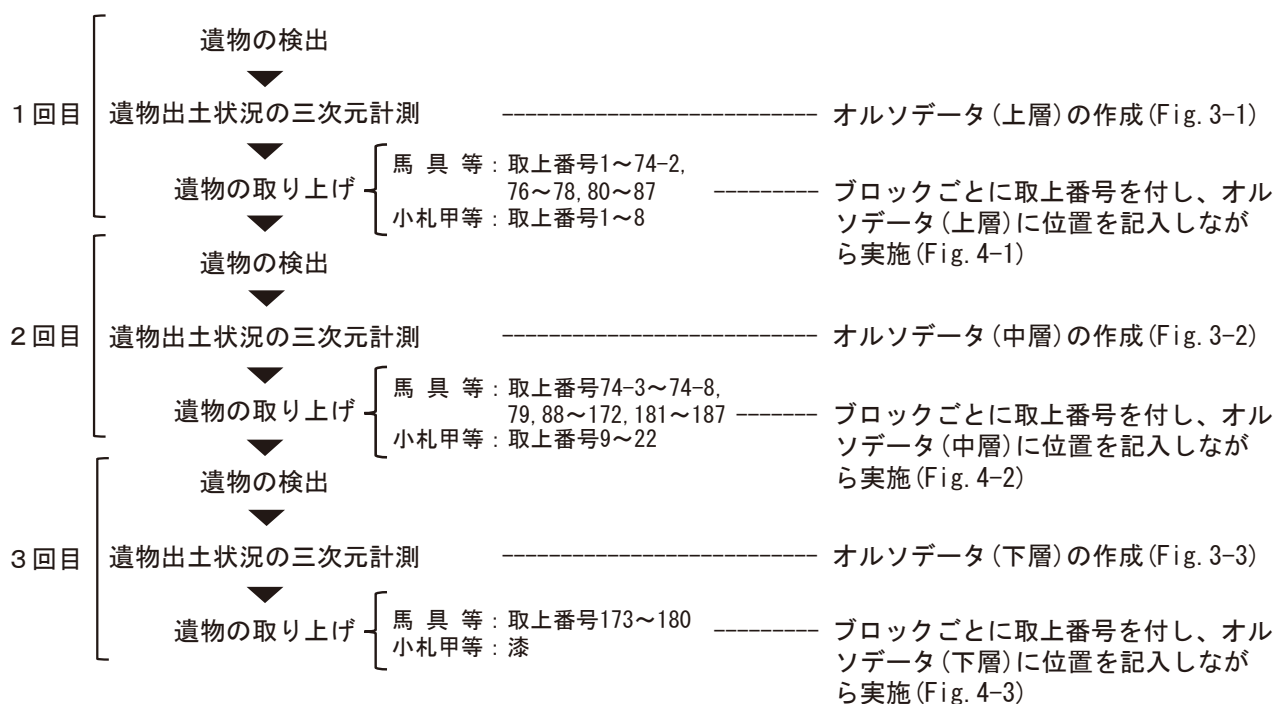 1回目
遺物の検出
遺物出土状況の三次元計測
オルソデータ(上層)の作成(Fig.3-1)
遺物の取り上げ
馬 具 等：取上番号1～74-2,
76～78,80～87
小札甲等：取上番号1～8
ブロックごとに取上番号を付し、オル
ソデータ(上層)に位置を記入しなが
ら実施(Fig.4-1)
2回目
遺物の検出
遺物出土状況の三次元計測
オルソデータ(中層)の作成(Fig.3-2)
遺物の取り上げ
馬 具 等：取上番号74-3～74-8,
79,88～172,181～187
小札甲等：取上番号9～22
ブロックごとに取上番号を付し、オル
ソデータ(中層)に位置を記入しなが
ら実施(Fig.4-2)
3回目
遺物の検出
遺物出土状況の三次元計測
オルソデータ(下層)の作成(Fig.3-3)
遺物の取り上げ
馬 具 等：取上番号173～180
小札甲等：漆
ブロックごとに取上番号を付し、オル
ソデータ(下層)に位置を記入しなが
ら実施(Fig.4-3)